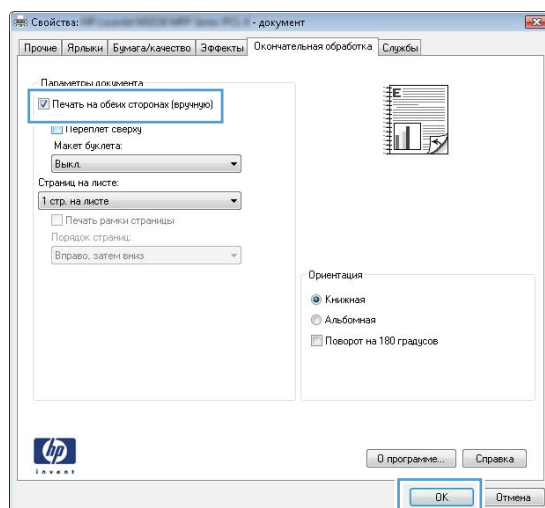 Свойства: - документ
Прочие Ярлыки Бумага/качество Эффекты Окончательная обработка Службы
Параметры документа
Печать на обеих сторонах (вручную)
Переплет сверху
Макет буклета:
Выкл.
Страниц на листе:
1 стр. на листе
Печать рамки страницы
Порядок страниц:
Вправо, затем вниз
E
Ориентация
Книжная
Альбомная
Поворот на 180 градусов
hp
invent
О программе... Справка
OK Отмена